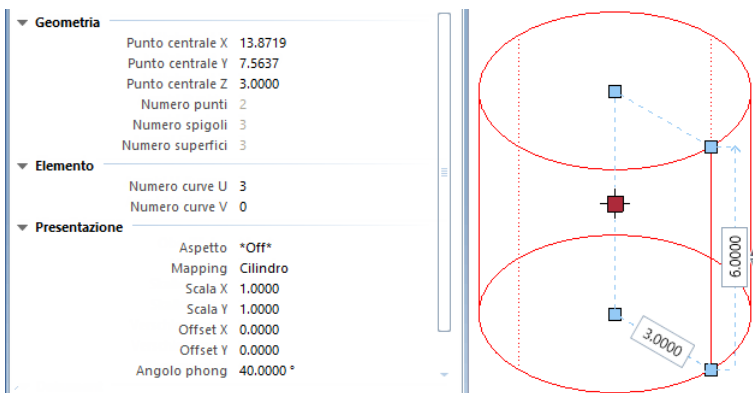 Geometria
Punto centrale X 13.8719
Punto centrale Y 7.5637
Punto centrale Z 3.0000
Numero punti 2
Numero spigoli 3
Numero superfici 3
Elemento
Numero curve U 3
Numero curve V 0
Presentazione
Aspetto *Off*
Mapping Cilindro
Scala X 1.0000
Scala Y 1.0000
Offset X 0.0000
Offset Y 0.0000
Angolo phong 40.0000 °
6.0000
3.0000